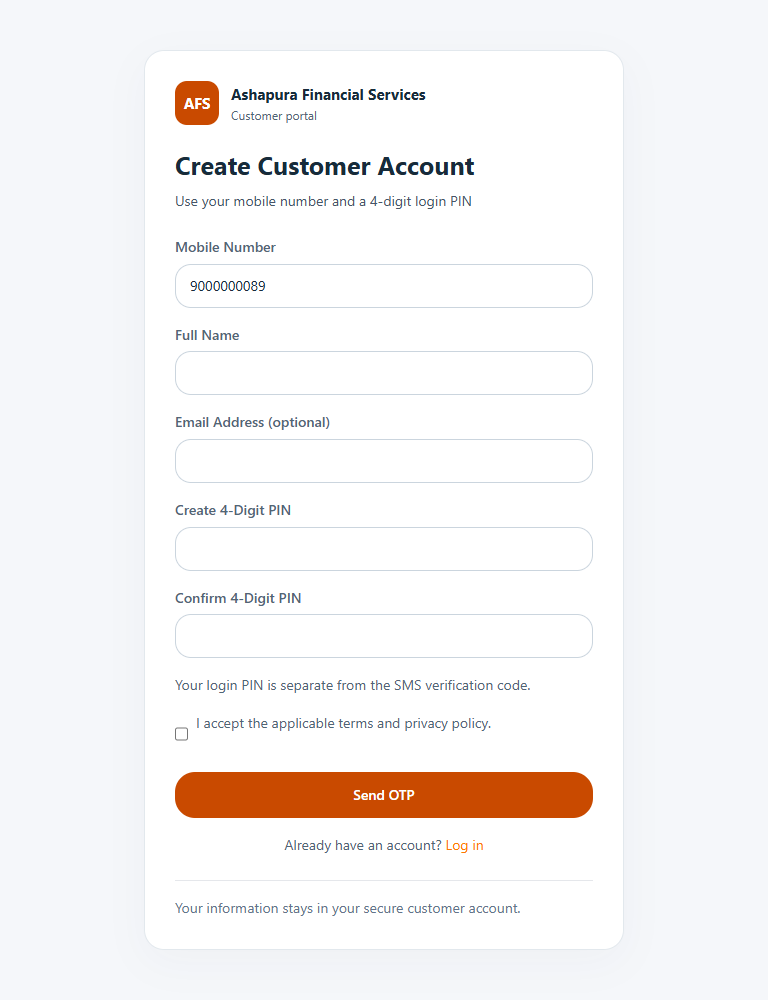 AFS
Ashapura Financial Services
Customer portal
Create Customer Account
Use your mobile number and a 4-digit login PIN
Mobile Number
9000000089
Full Name
Email Address (optional)
Create 4-Digit PIN
Confirm 4-Digit PIN
Your login PIN is separate from the SMS verification code.
I accept the applicable terms and privacy policy.
Send OTP
Already have an account? Log in
Your information stays in your secure customer account.